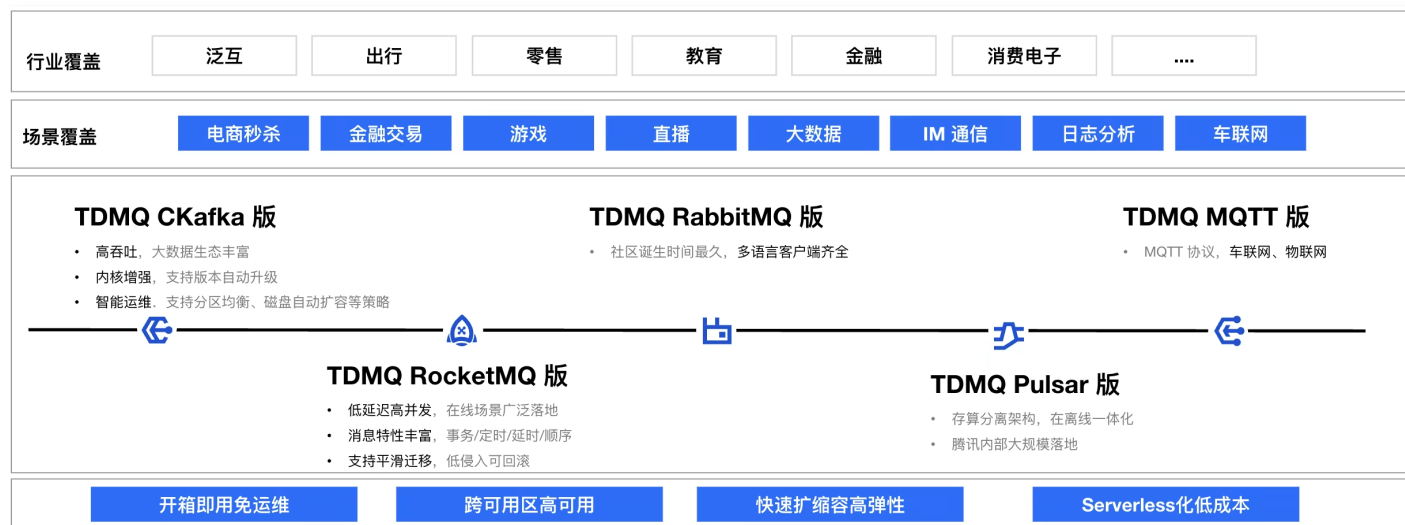 行业覆盖
泛互
出行
零售
教育
金融
消费电子
....
场景覆盖
电商秒杀
金融交易
游戏
直播
大数据
IM 通信
日志分析
车联网
TDMQ CKafka 版
• 高吞吐，大数据生态丰富
• 内核增强，支持版本自动升级
• 智能运维，支持分区均衡、磁盘自动扩容等策略
TDMQ RabbitMQ 版
• 社区诞生时间最久，多语言客户端齐全
TDMQ MQTT 版
• MQTT 协议，车联网、物联网
TDMQ RocketMQ 版
• 低延迟高并发，在线场景广泛落地
• 消息特性丰富，事务/定时/延时/顺序
• 支持平滑迁移，低侵入可回滚
TDMQ Pulsar 版
• 存算分离架构，在离线一体化
• 腾讯内部大规模落地
开箱即用免运维
跨可用区高可用
快速扩缩容高弹性
Serverless化低成本